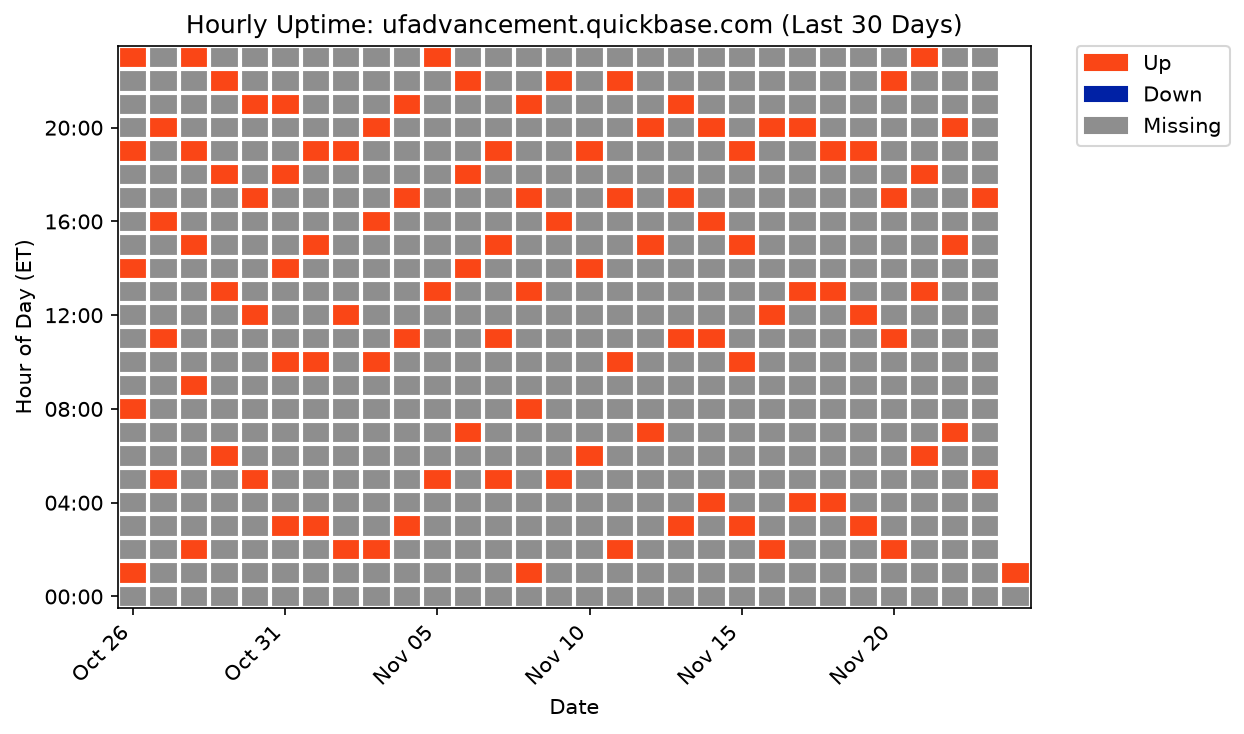 Hourly Uptime: ufadvancement.quickbase.com (Last 30 Days)
Up
Down
Missing
Hour of Day (ET)
20:00
16:00
12:00
08:00
04:00
00:00
Oct 26
Oct 31
Nov 05
Nov 10
Nov 15
Nov 20
Date